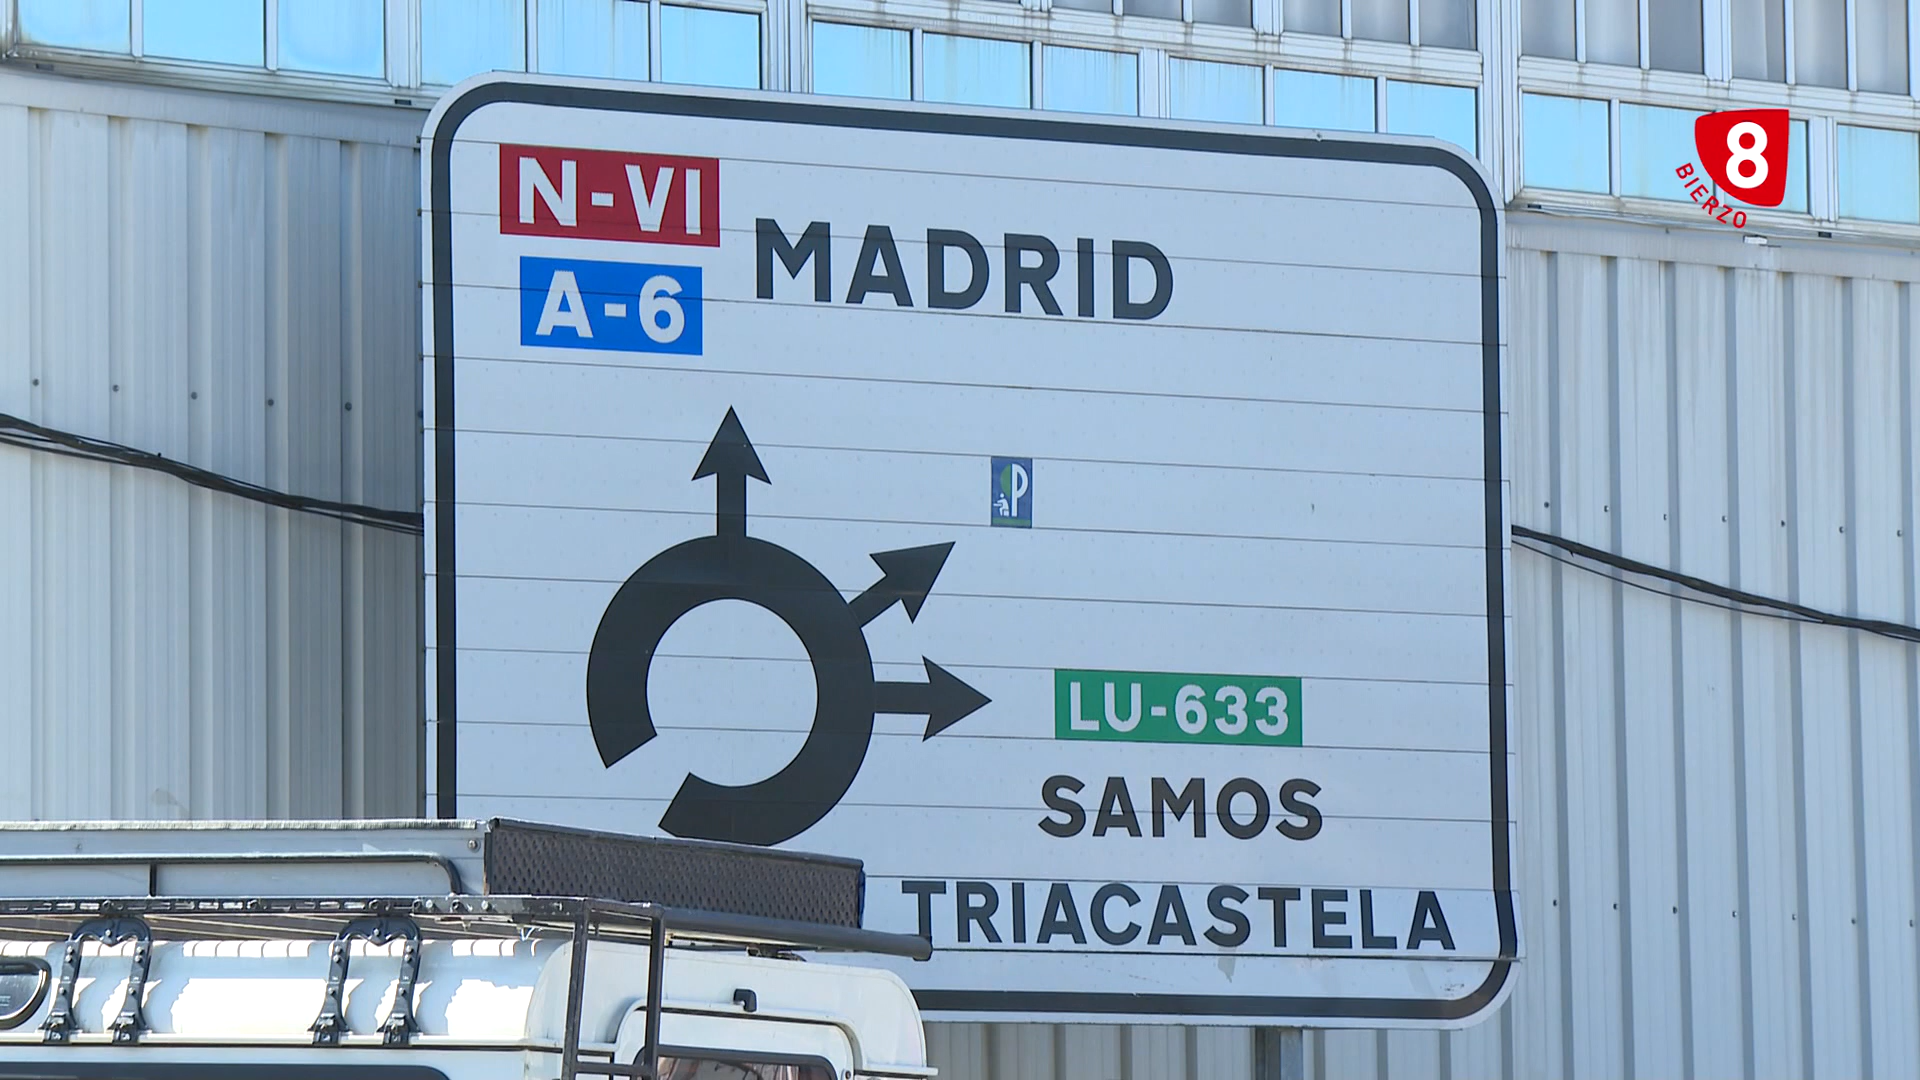 8
BIERZO
N-VI
MADRID
A-6
P
LU-633
SAMOS
TRIACASTELA